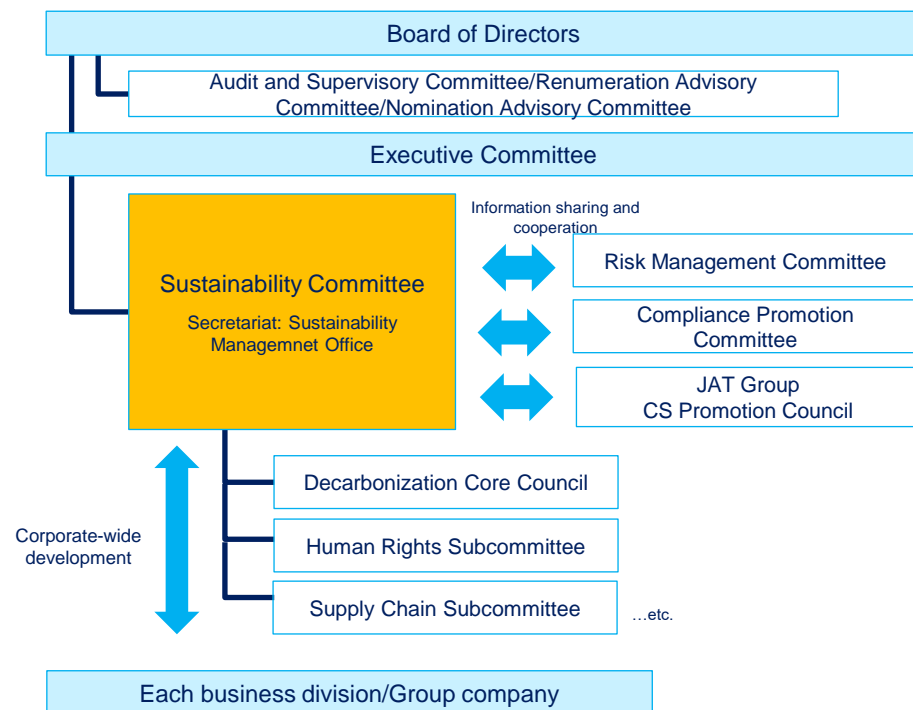 Board of Directors
Audit and Supervisory Committee/Renumeration Advisory
Committee/Nomination Advisory Committee
Executive Committee
Information sharing and
cooperation
Sustainability Committee
Secretariat: Sustainability
Managemnet Office
Risk Management Committee
Compliance Promotion
Committee
JAT Group
CS Promotion Council
Decarbonization Core Council
Corporate-wide
development
Human Rights Subcommittee
Supply Chain Subcommittee
...etc.
Each business division/Group company